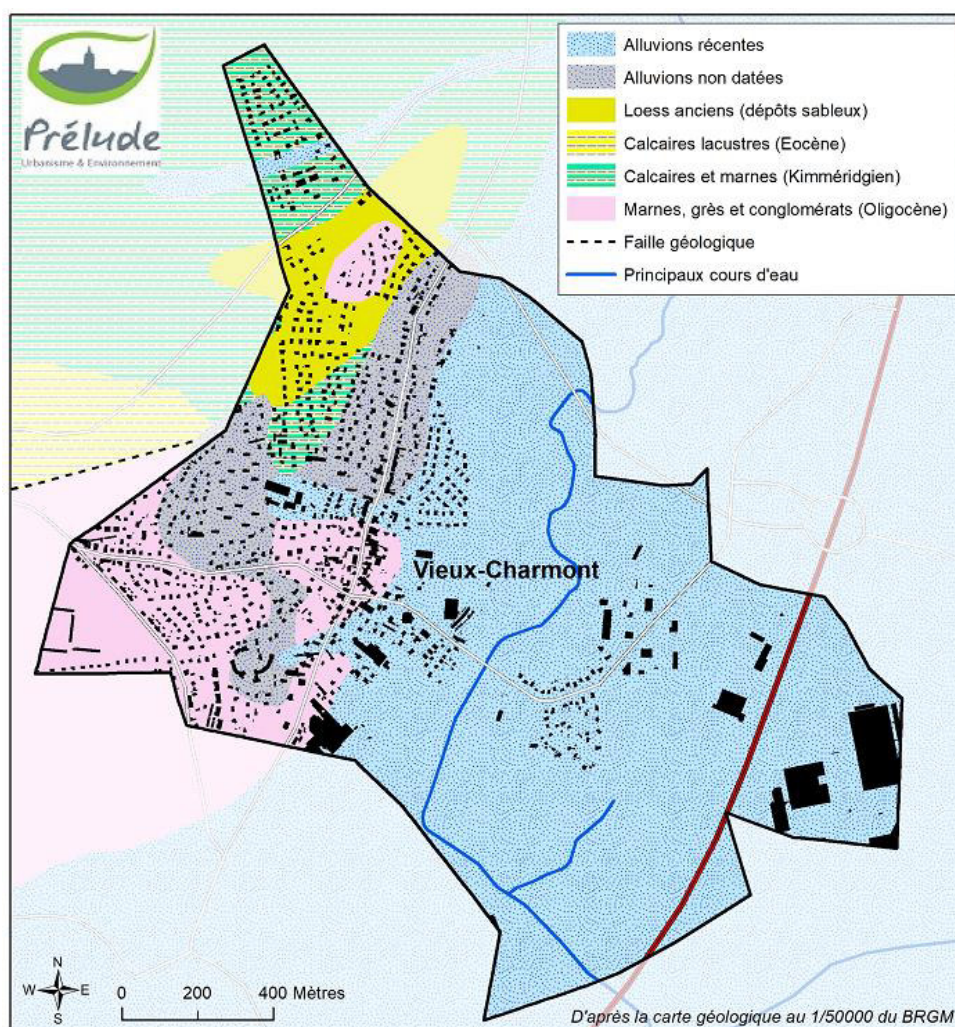 Prélude
Urbanisme & Environnement
Alluvions récentes
Alluvions non datées
Loess anciens (dépôts sableux)
Calcaires lacustres (Eocène)
Calcaires et marnes (Kimméridgien)
Marnes, grès et conglomérats (Oligocène)
Faille géologique
Principaux cours d'eau
Vieux-Charmont
N
W E
S
0 200 400 Mètres
D'après la carte géologique au 1/50000 du BRGM